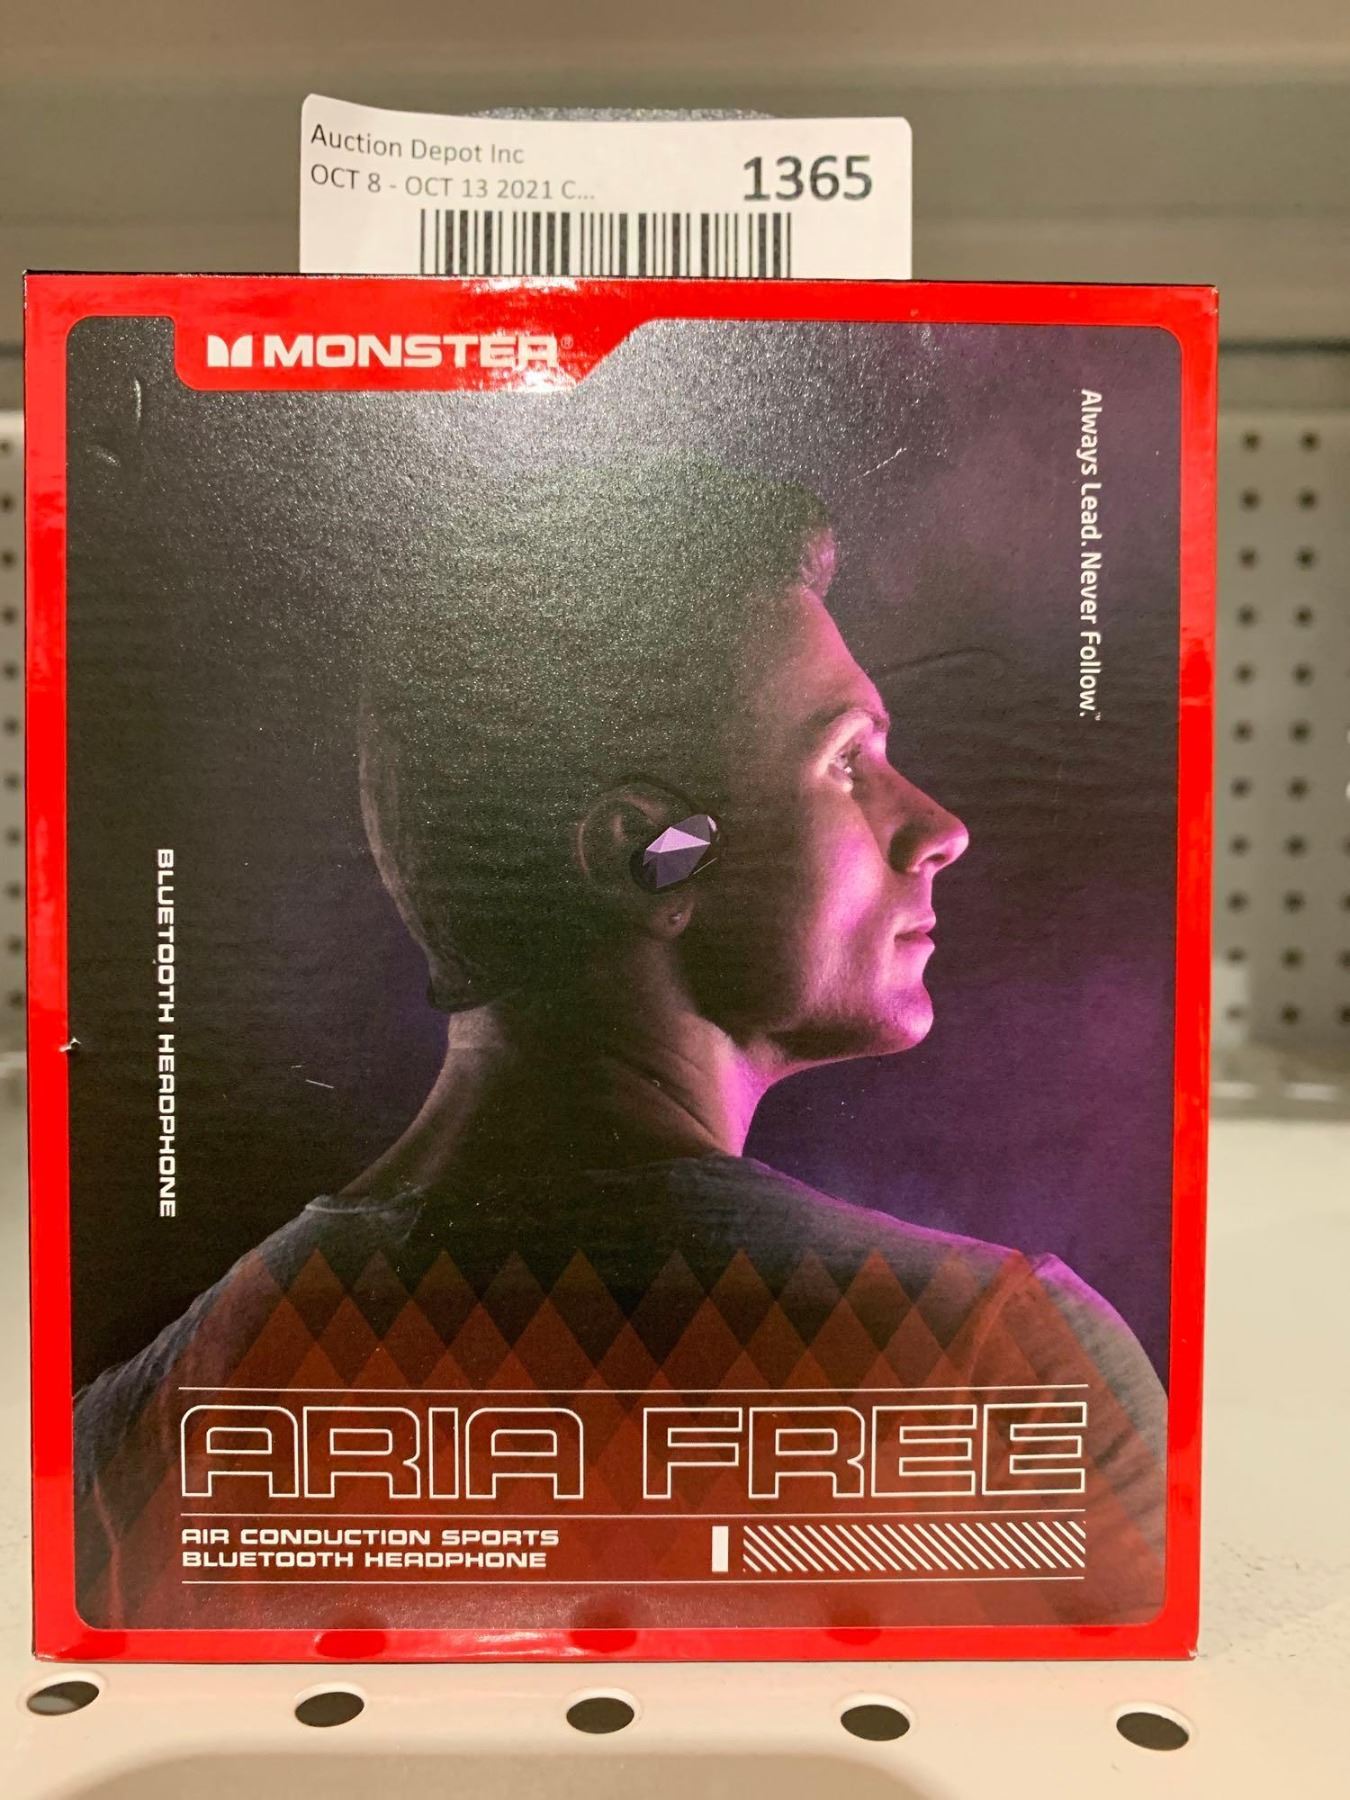 Auction Depot Inc
OCT 8 - OCT 13 2021 C...
1365
MONSTER®
Always Lead. Never Follow.™
BLUETOOTH HEADPHONE
ARIA FREE
AIR CONDUCTION SPORTS
BLUETOOTH HEADPHONE